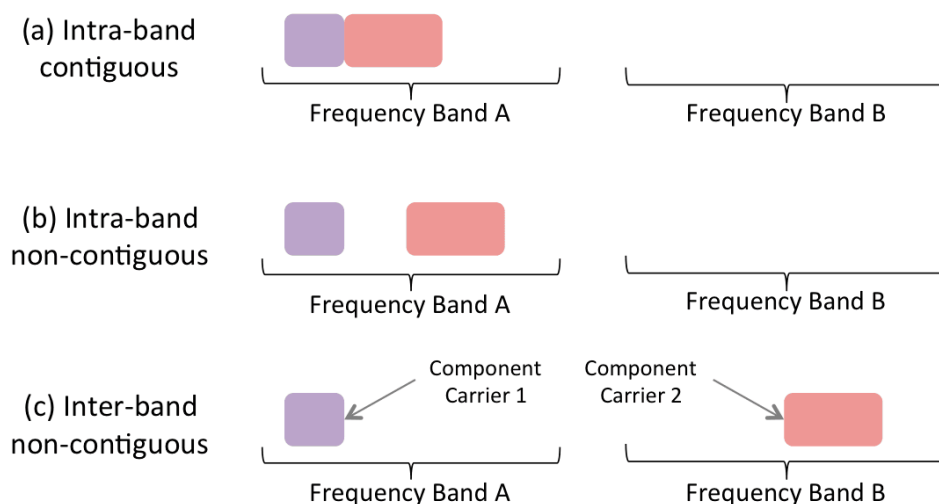 (a) Intra-band
contiguous
Frequency Band A
Frequency Band B
(b) Intra-band
non-contiguous
Frequency Band A
Frequency Band B
Component
Carrier 1
Component
Carrier 2
(c) Inter-band
non-contiguous
Frequency Band A
Frequency Band B